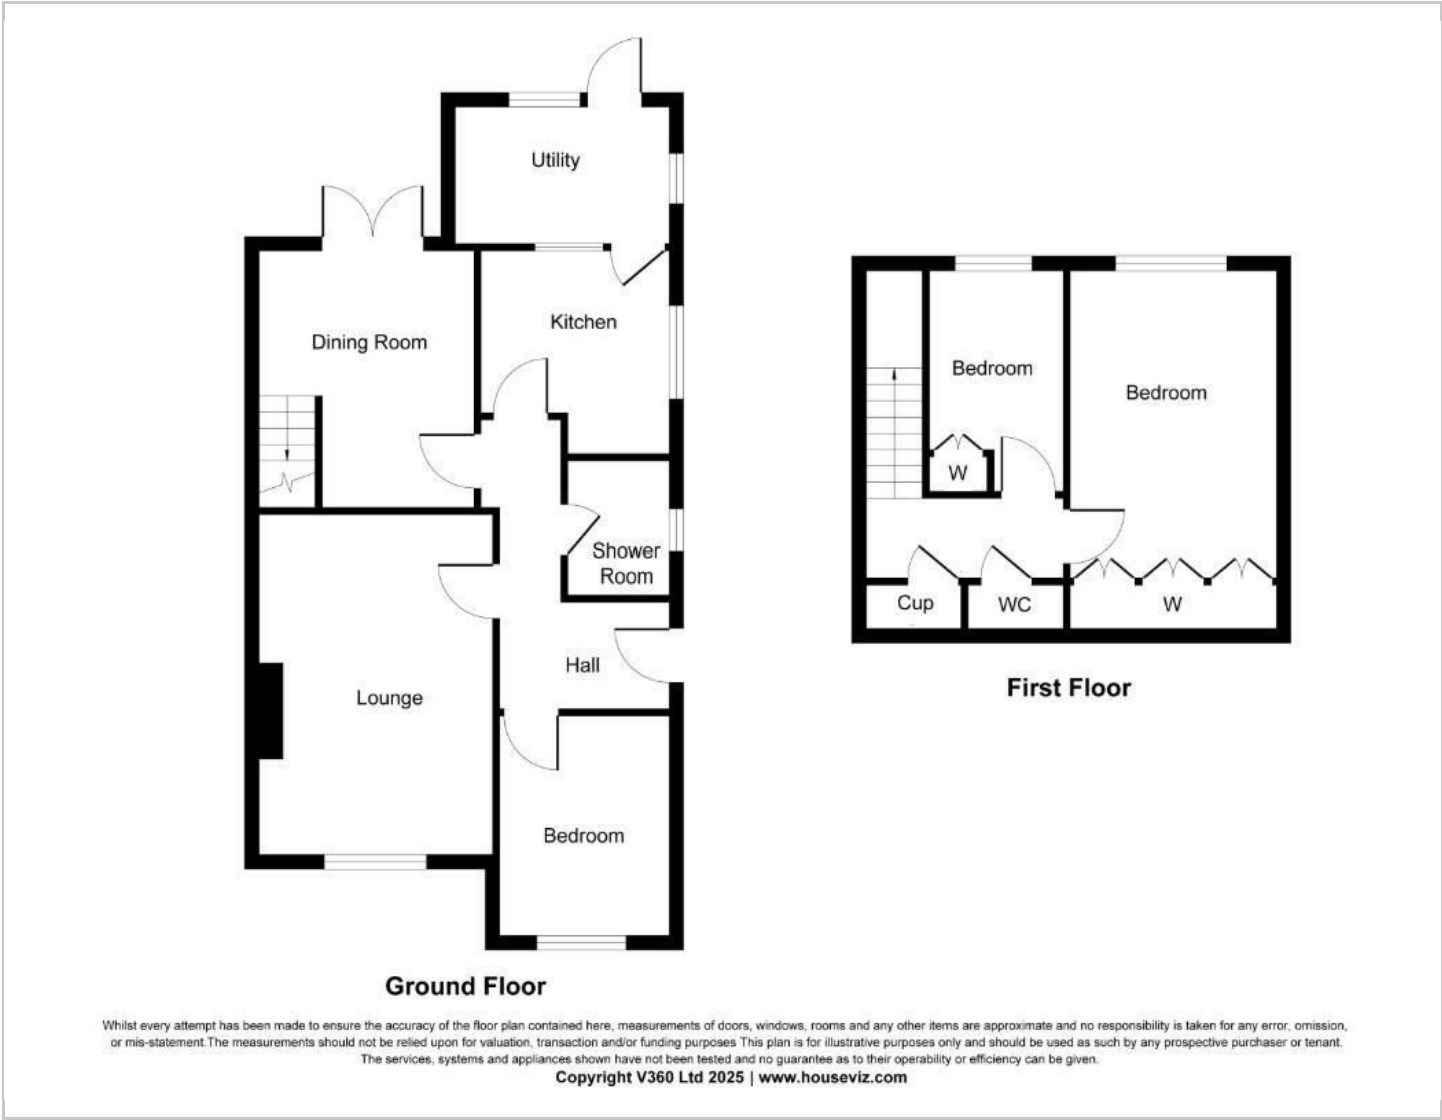 Utility
Kitchen
Dining Room
Shower
Room
Hall
Lounge
Bedroom
Ground Floor
Bedroom
Bedroom
W
Cup
WC
W
First Floor
Whilst every attempt has been made to ensure the accuracy of the floor plan contained here, measurements of doors, windows, rooms and any other items are approximate and no responsibility is taken for any error, omission,
or mis-statement.The measurements should not be relied upon for valuation, transaction and/or funding purposes This plan is for illustrative purposes only and should be used as such by any prospective purchaser or tenant.
The services, systems and appliances shown have not been tested and no guarantee as to their operability or efficiency can be given.
Copyright V360 Ltd 2025 | www.houseviz.com